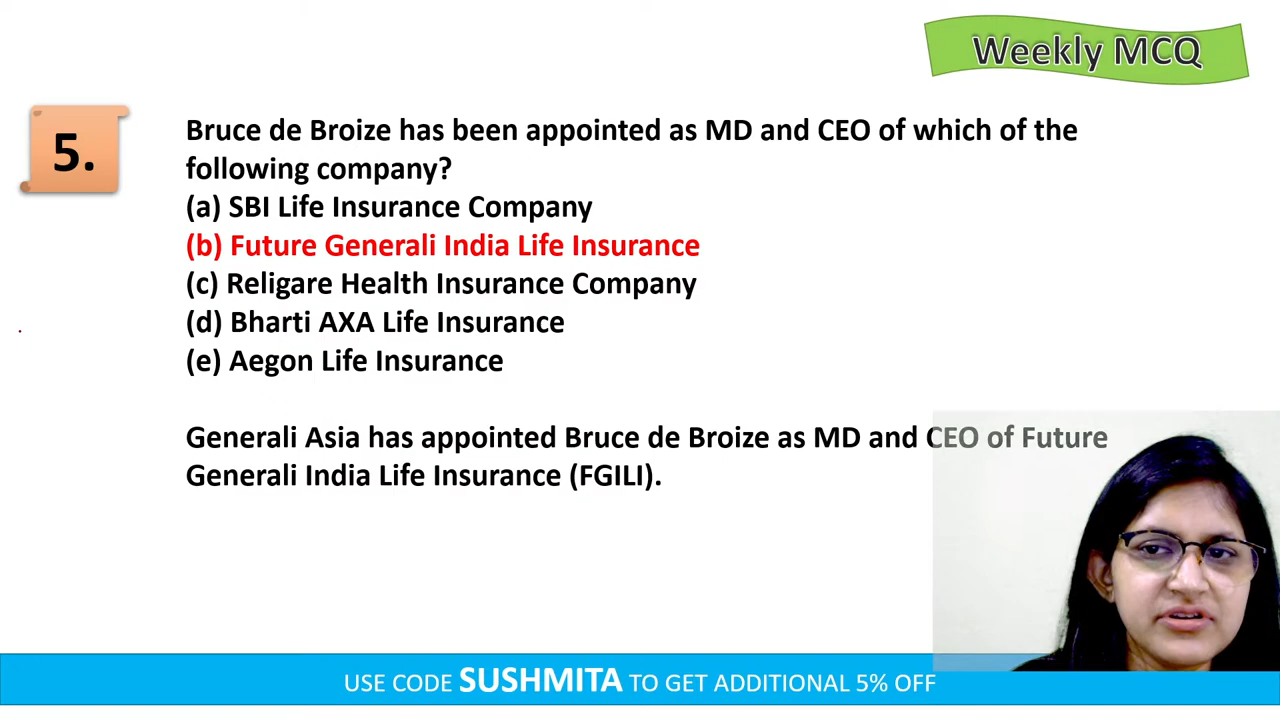 Weekly MCQ
5.
Bruce de Broize has been appointed as MD and CEO of which of the
following company?
(a) SBI Life Insurance Company
(b) Future Generali India Life Insurance
(c) Religare Health Insurance Company
(d) Bharti AXA Life Insurance
(e) Aegon Life Insurance
Generali Asia has appointed Bruce de Broize as MD and CEO of Future
Generali India Life Insurance (FGILI).
USE CODE SUSHMITA TO GET ADDITIONAL 5% OFF